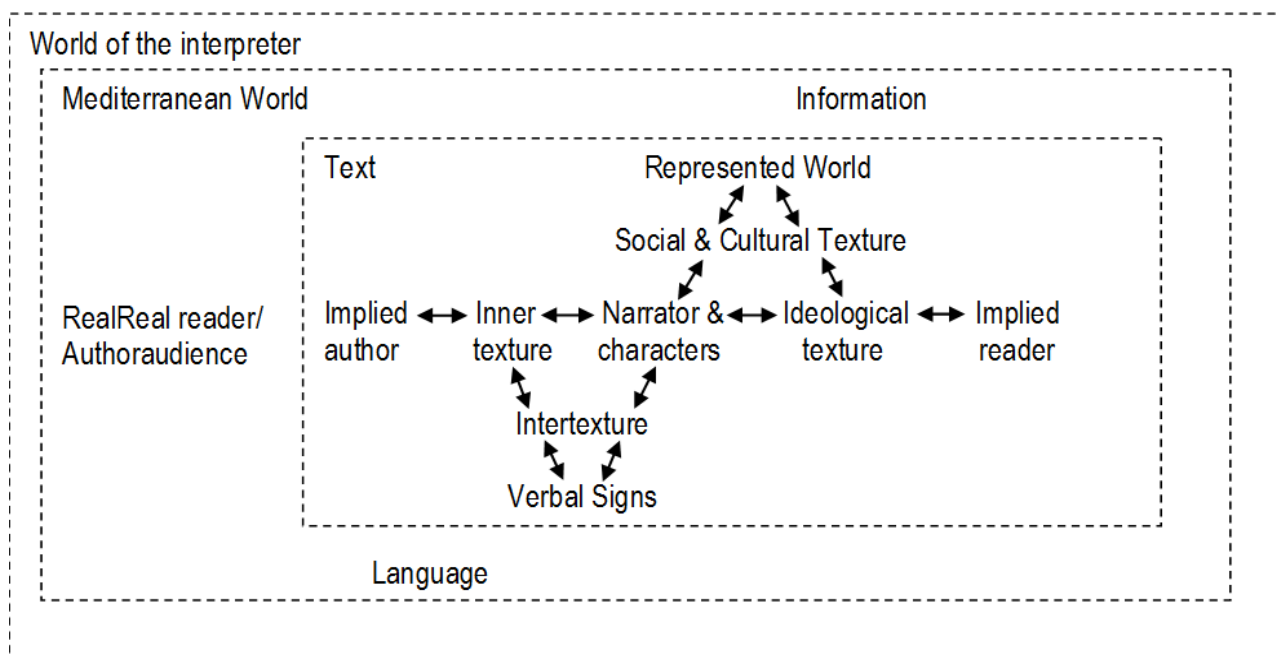 World of the interpreter
Mediterranean World Information
Text Represented World
Social & Cultural Texture
RealReal reader/ Implied Inner Narrator & Ideological Implied
Authoraudience author texture characters texture reader
Intertexture
Verbal Signs
Language